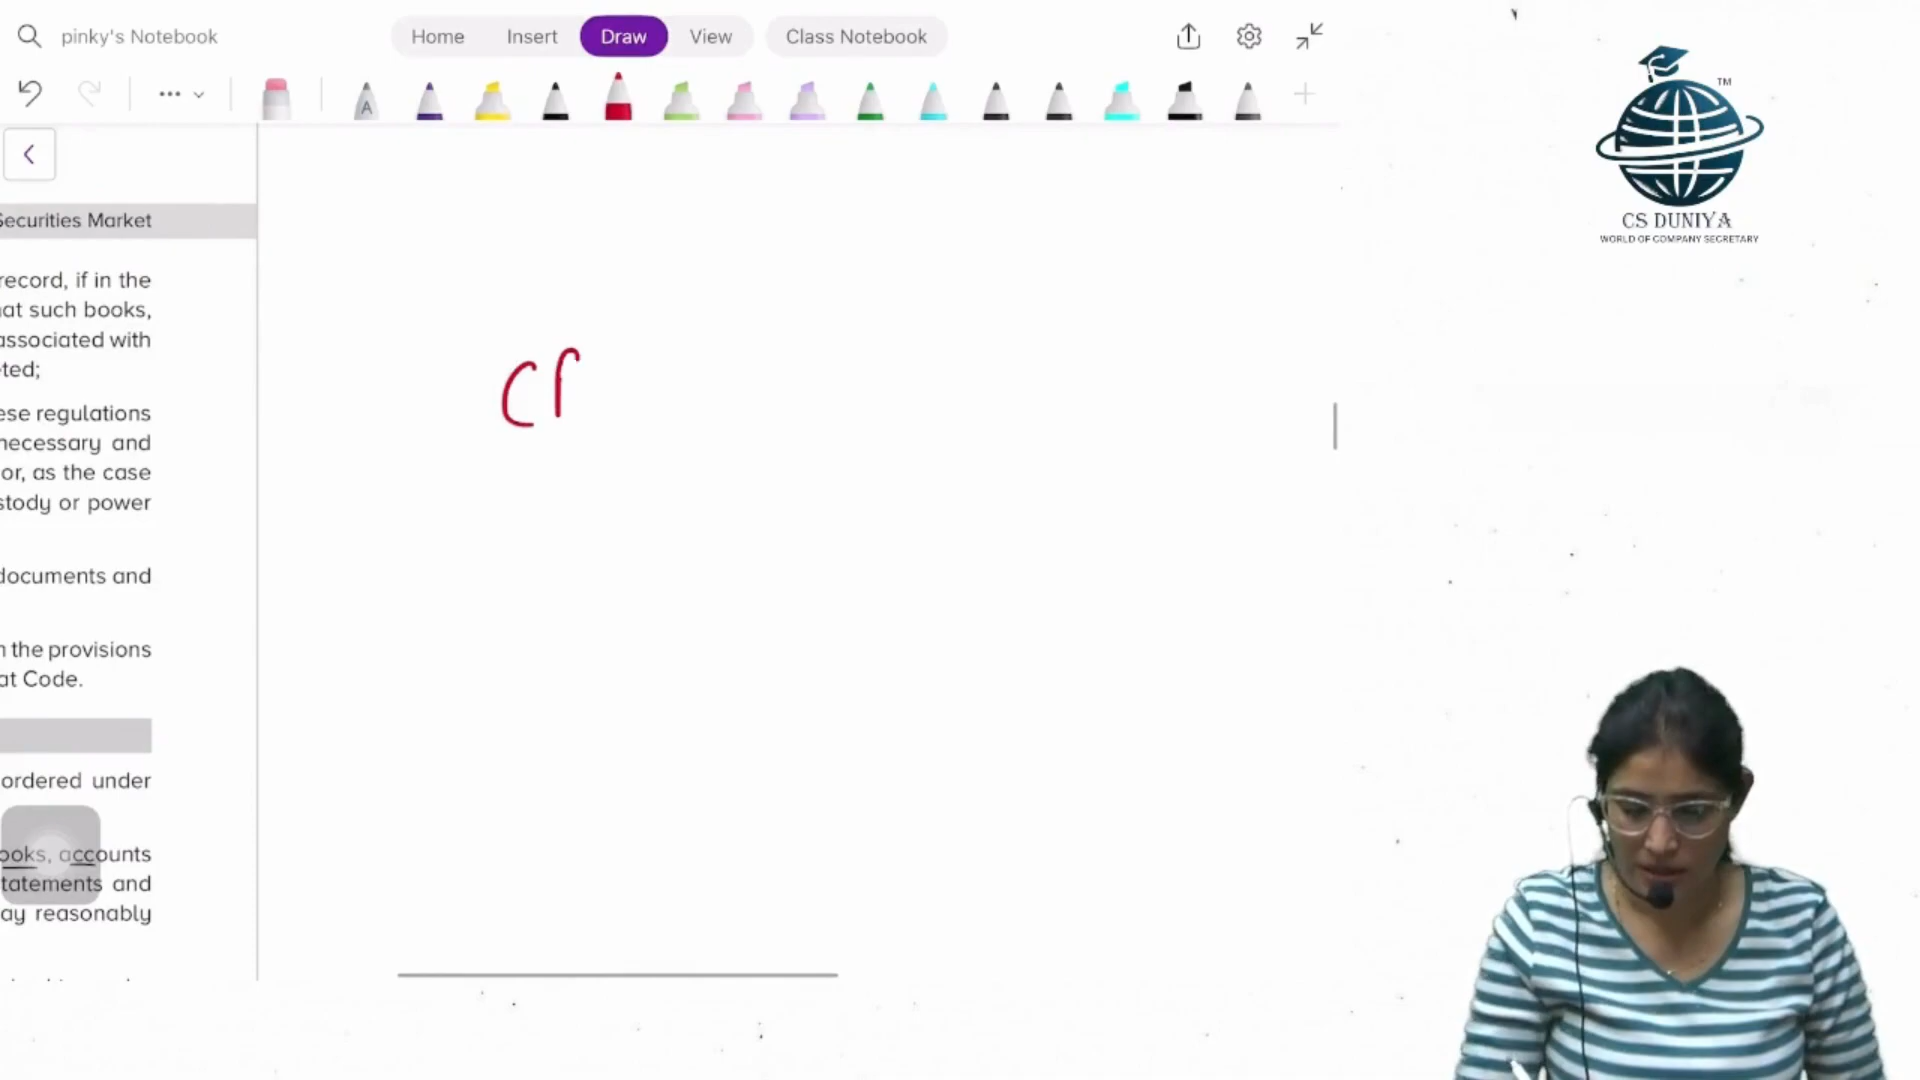 pinky's Notebook
Home
Insert
Draw
View
Class Notebook
A
Securities Market
record, if in the
at such books,
associated with
ted;
ese regulations
necessary and
or, as the case
stody or power
documents and
n the provisions
at Code.
ordered under
ooks, accounts
tatements and
ay reasonably
TM
CS DUNIYA
WORLD OF COMPANY SECRETARY